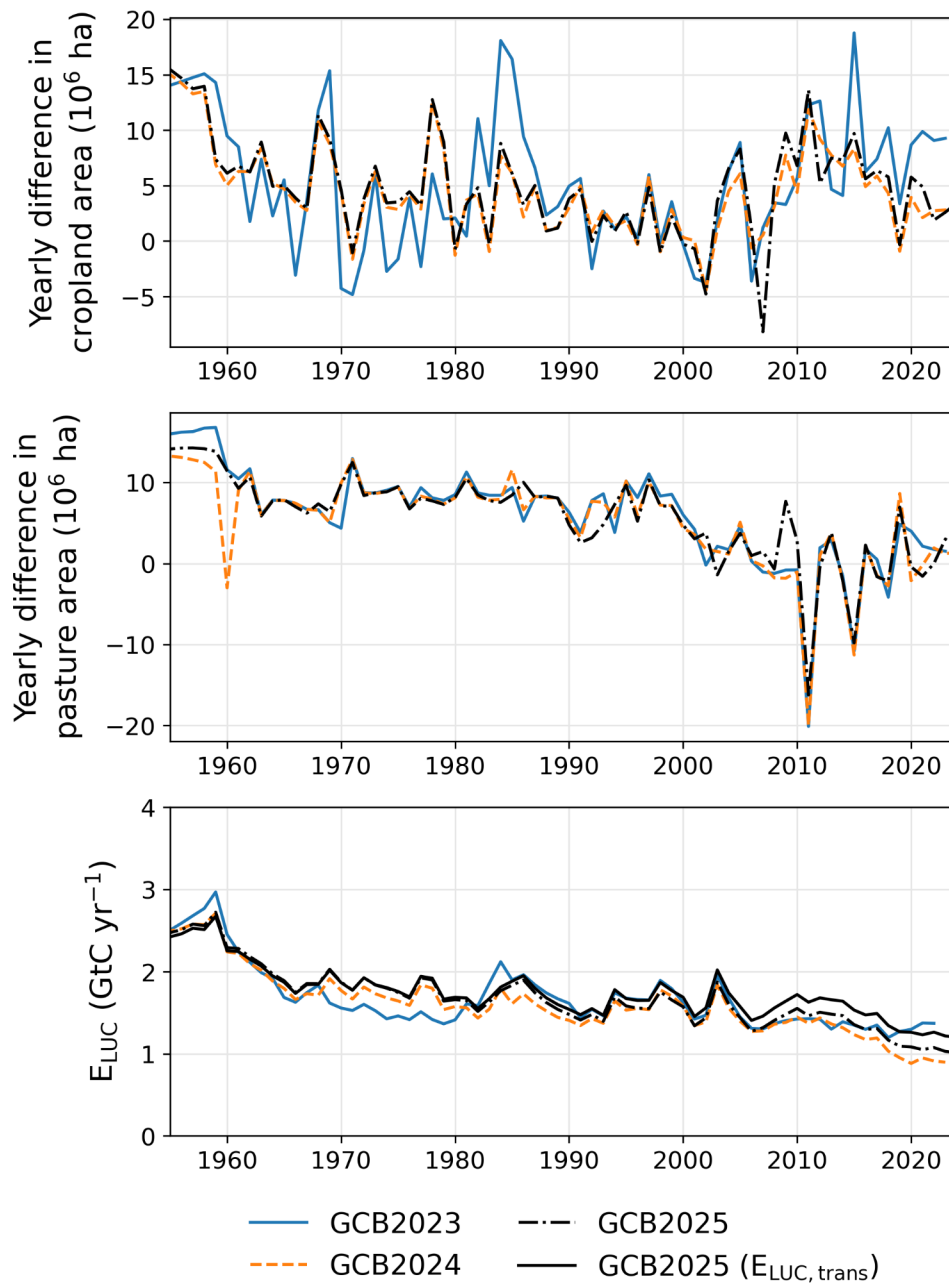 Yearly difference in
cropland area (10⁶ ha)
20
15
10
5
0
−5
1960 1970 1980 1990 2000 2010 2020
Yearly difference in
pasture area (10⁶ ha)
10
0
−10
−20
1960 1970 1980 1990 2000 2010 2020
E_LUC (GtC yr⁻¹)
4
3
2
1
0
1960 1970 1980 1990 2000 2010 2020
GCB2023 GCB2025
GCB2024 GCB2025 (E_LUC, trans)